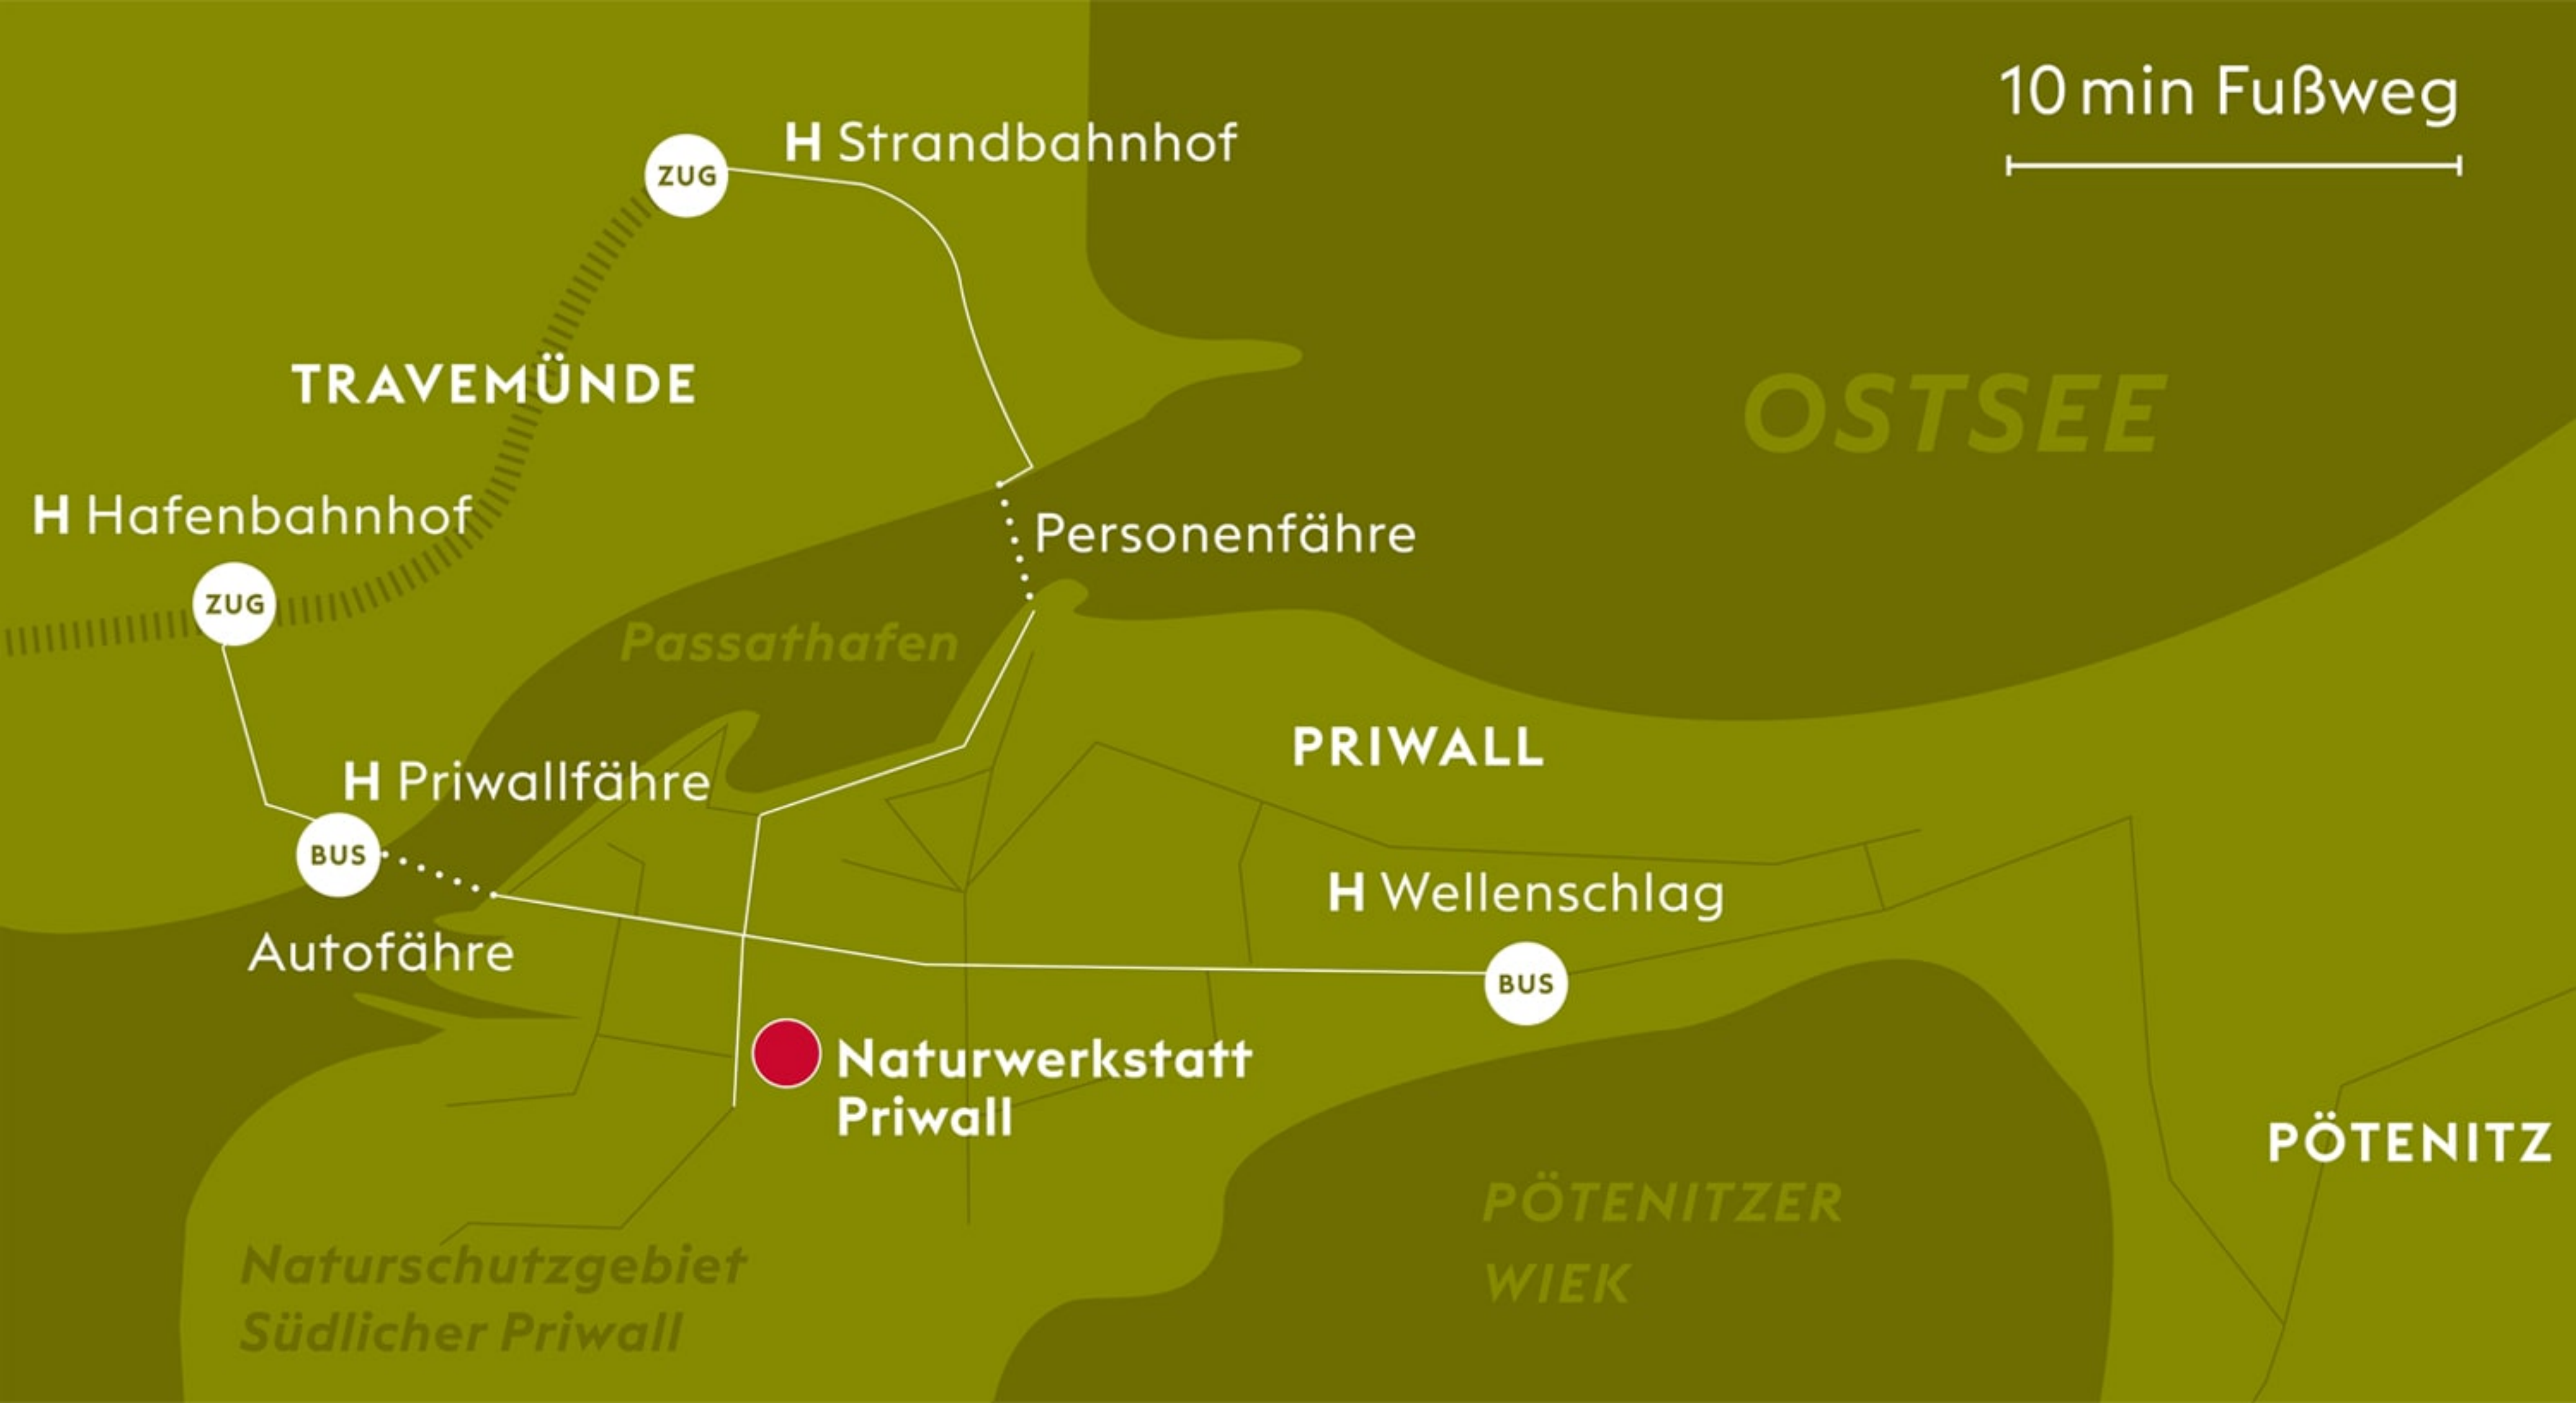 10 min Fußweg
H Strandbahnhof
ZUG
TRAVEMÜNDE
OSTSEE
H Hafenbahnhof
Personenfähre
ZUG
Passathafen
PRIWALL
H Priwallfähre
BUS
H Wellenschlag
Autofähre
BUS
Naturwerkstatt
Priwall
PÖTENITZ
PÖTENITZER
WIEK
Naturschutzgebiet
Südlicher Priwall